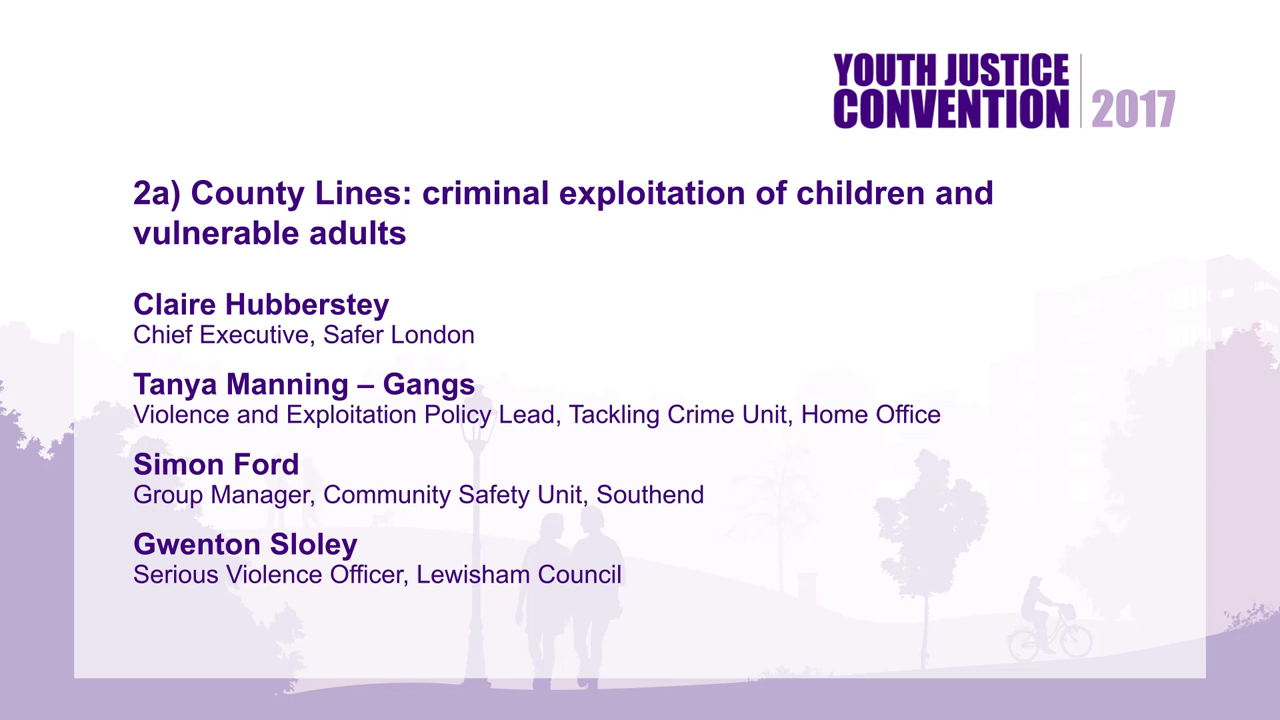 YOUTH JUSTICE
CONVENTION 2017
2a) County Lines: criminal exploitation of children and
vulnerable adults
Claire Hubberstey
Chief Executive, Safer London
Tanya Manning – Gangs
Violence and Exploitation Policy Lead, Tackling Crime Unit, Home Office
Simon Ford
Group Manager, Community Safety Unit, Southend
Gwenton Sloley
Serious Violence Officer, Lewisham Council